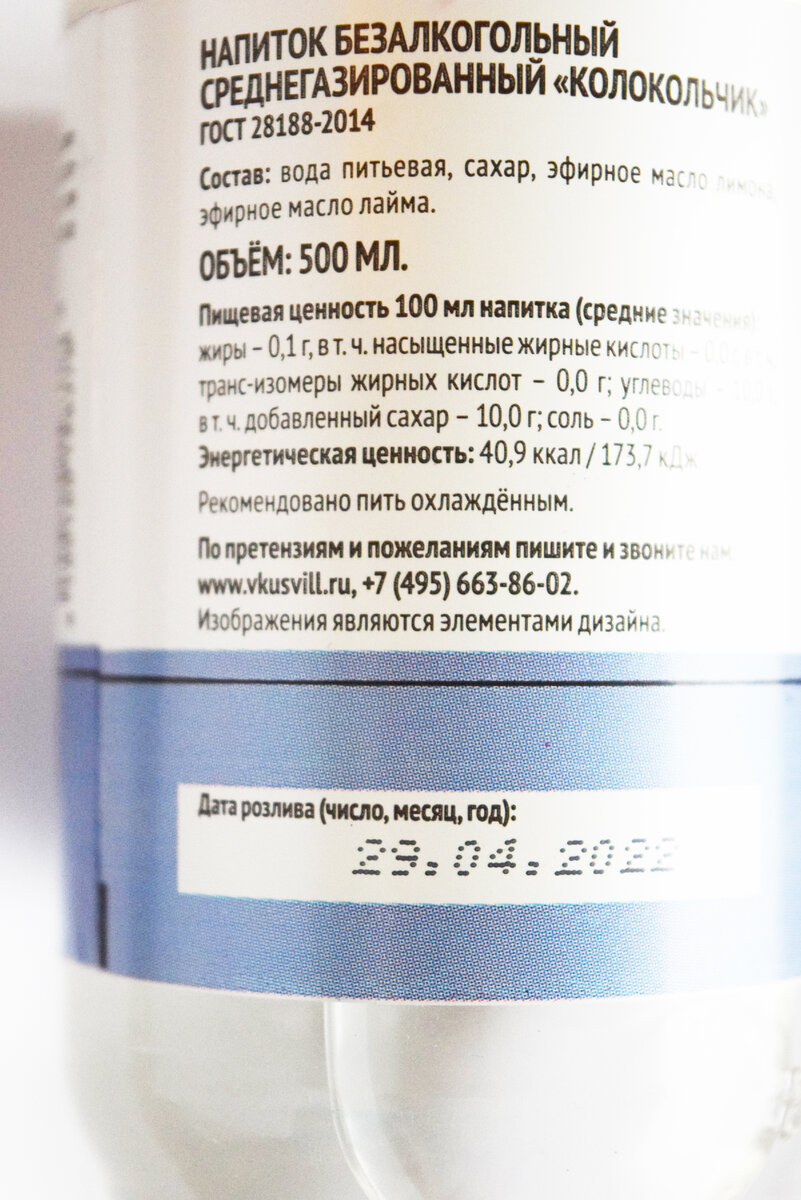 НАПИТОК БЕЗАЛКОГОЛЬНЫЙ
СРЕДНЕГАЗИРОВАННЫЙ «КОЛОКОЛЬЧИК»
ГОСТ 28188-2014
Состав: вода питьевая, сахар, эфирное масло лимона,
эфирное масло лайма.
ОБЪЁМ: 500 МЛ.
Пищевая ценность 100 мл напитка (средние значения)
жиры – 0,1 г, в т. ч. насыщенные жирные кислоты –
транс-изомеры жирных кислот – 0,0 г; углеводы –
в т. ч. добавленный сахар – 10,0 г; соль – 0,0 г.
Энергетическая ценность: 40,9 ккал / 173,7 кДж
Рекомендовано пить охлаждённым.
По претензиям и пожеланиям пишите и звоните нам
www.vkusvill.ru, +7 (495) 663-86-02.
Изображения являются элементами дизайна.
Дата розлива (число, месяц, год):
29.04.2022